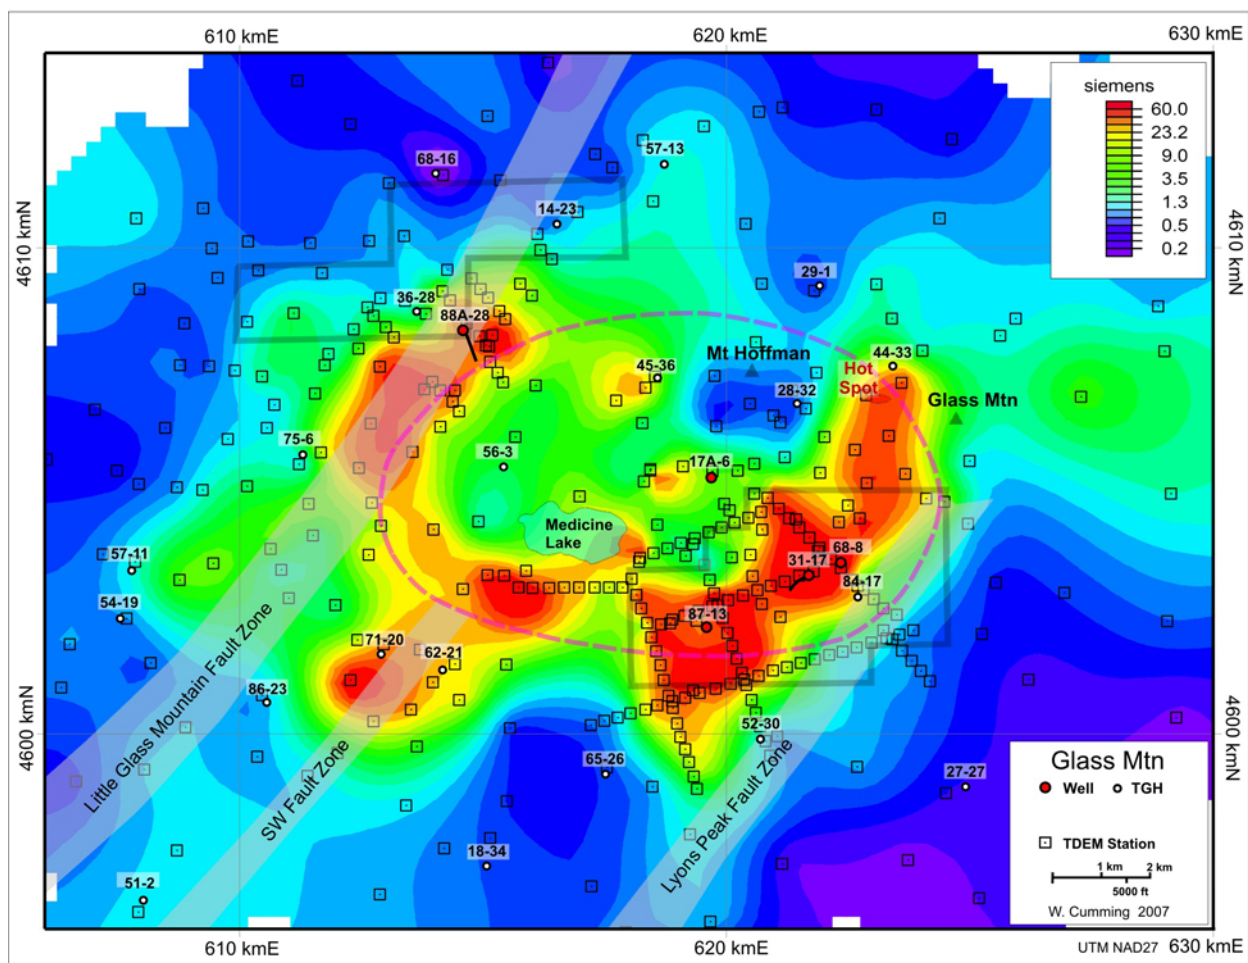 610 kmE
620 kmE
630 kmE
siemens
60.0
23.2
9.0
3.5
1.3
0.5
0.2
57-13
68-16
14-23
4610 kmN
4610 kmN
29-1
36-28
88A-28
Mt Hoffman
44-33
45-36
Hot
Spot
28-32
Glass Mtn
75-6
56-3
17A-6
Medicine
Lake
68-8
57-11
31-17
84-17
54-19
87-13
71-20
62-21
86-23
52-30
4600 kmN
4600 kmN
65-26
27-27
Little Glass Mountain Fault Zone
SW Fault Zone
Lyons Peak Fault Zone
18-34
51-2
Glass Mtn
Well
TGH
TDEM Station
1 km
2 km
5000 ft
W. Cumming 2007
610 kmE
620 kmE
630 kmE
UTM NAD27